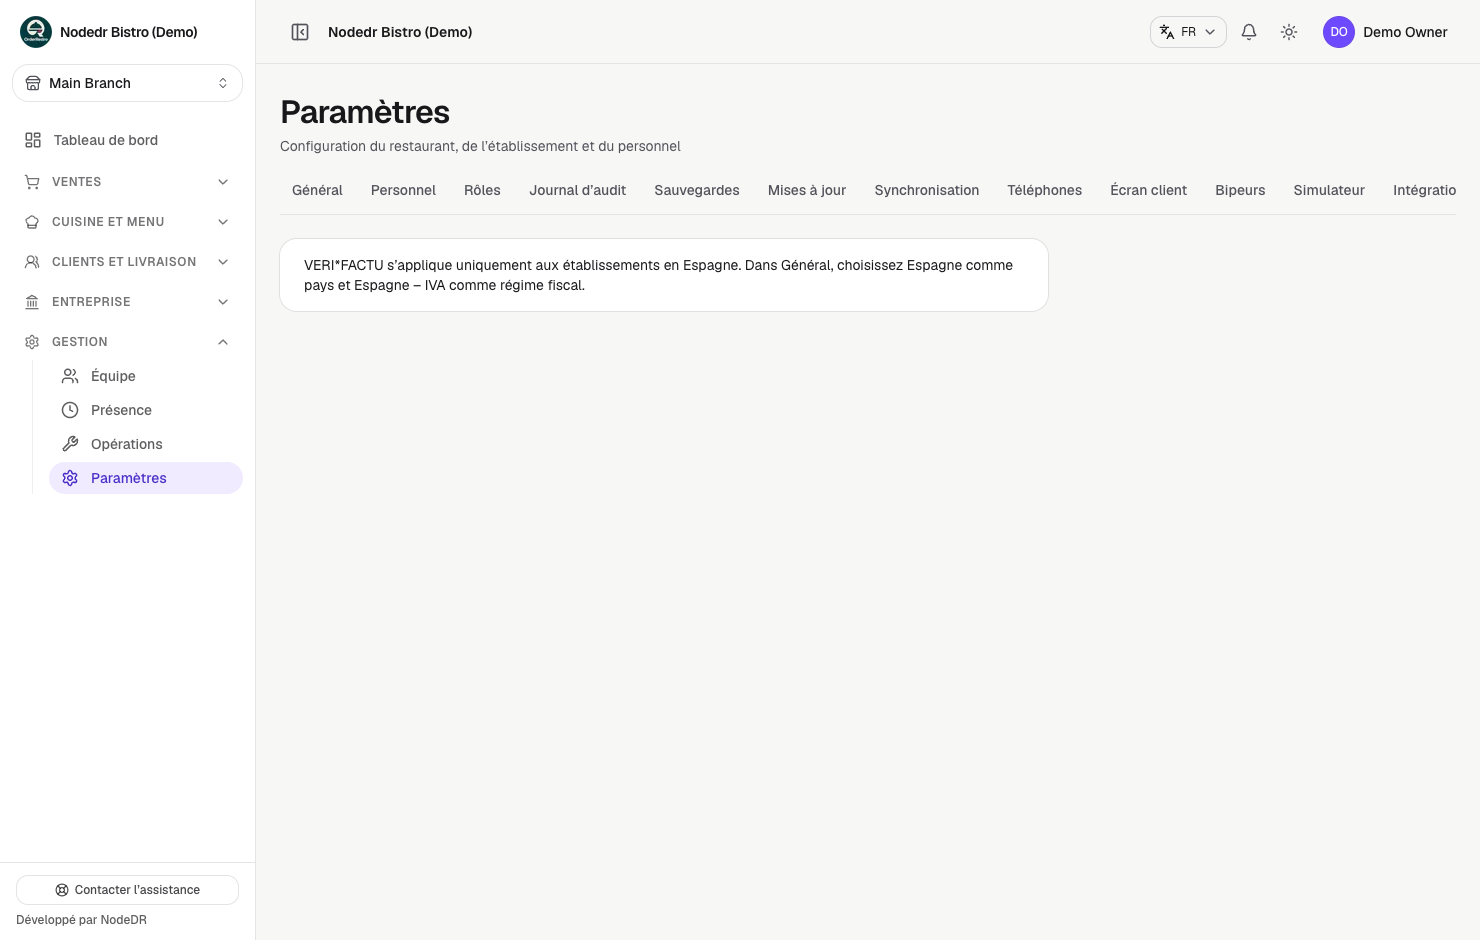 Nodedr Bistro (Demo)
Main Branch
Tableau de bord
VENTES
CUISINE ET MENU
CLIENTS ET LIVRAISON
ENTREPRISE
GESTION
Équipe
Présence
Opérations
Paramètres
Contacter l’assistance
Développé par NodeDR
Nodedr Bistro (Demo)
FR
DO
Demo Owner
Paramètres
Configuration du restaurant, de l’établissement et du personnel
Général Personnel Rôles Journal d’audit Sauvegardes Mises à jour Synchronisation Téléphones Écran client Bipeurs Simulateur Intégratio
VERI*FACTU s’applique uniquement aux établissements en Espagne. Dans Général, choisissez Espagne comme
pays et Espagne – IVA comme régime fiscal.